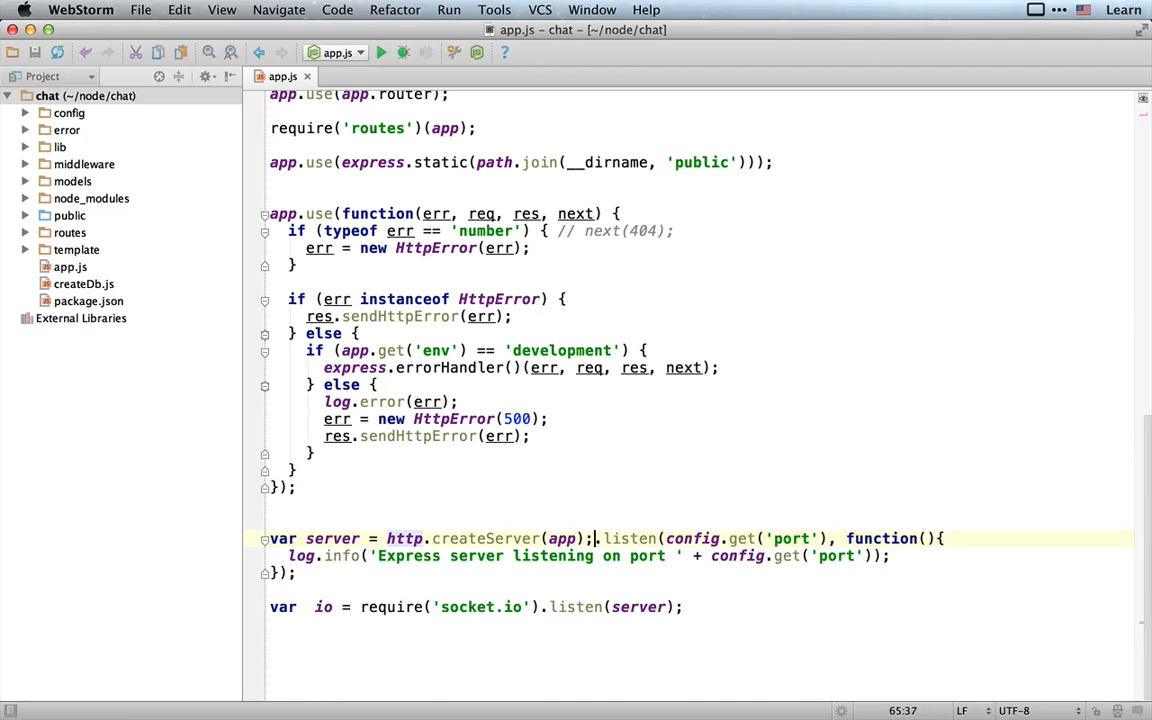 WebStorm File Edit View Navigate Code Refactor Run Tools VCS Window Help Learn
app.js – chat – [~/node/chat]
app.js
Project app.js
chat (~/node/chat)
config
error
lib
middleware
models
node_modules
public
routes
template
app.js
createDb.js
package.json
External Libraries
app.use(app.router);
require('routes')(app);
app.use(express.static(path.join(__dirname, 'public')));
app.use(function(err, req, res, next) {
if (typeof err == 'number') { // next(404);
err = new HttpError(err);
}
if (err instanceof HttpError) {
res.sendHttpError(err);
} else {
if (app.get('env') == 'development') {
express.errorHandler()(err, req, res, next);
} else {
log.error(err);
err = new HttpError(500);
res.sendHttpError(err);
}
}
});
var server = http.createServer(app);.listen(config.get('port'), function(){
log.info('Express server listening on port ' + config.get('port'));
});
var  io = require('socket.io').listen(server);
65:37 LF UTF-8